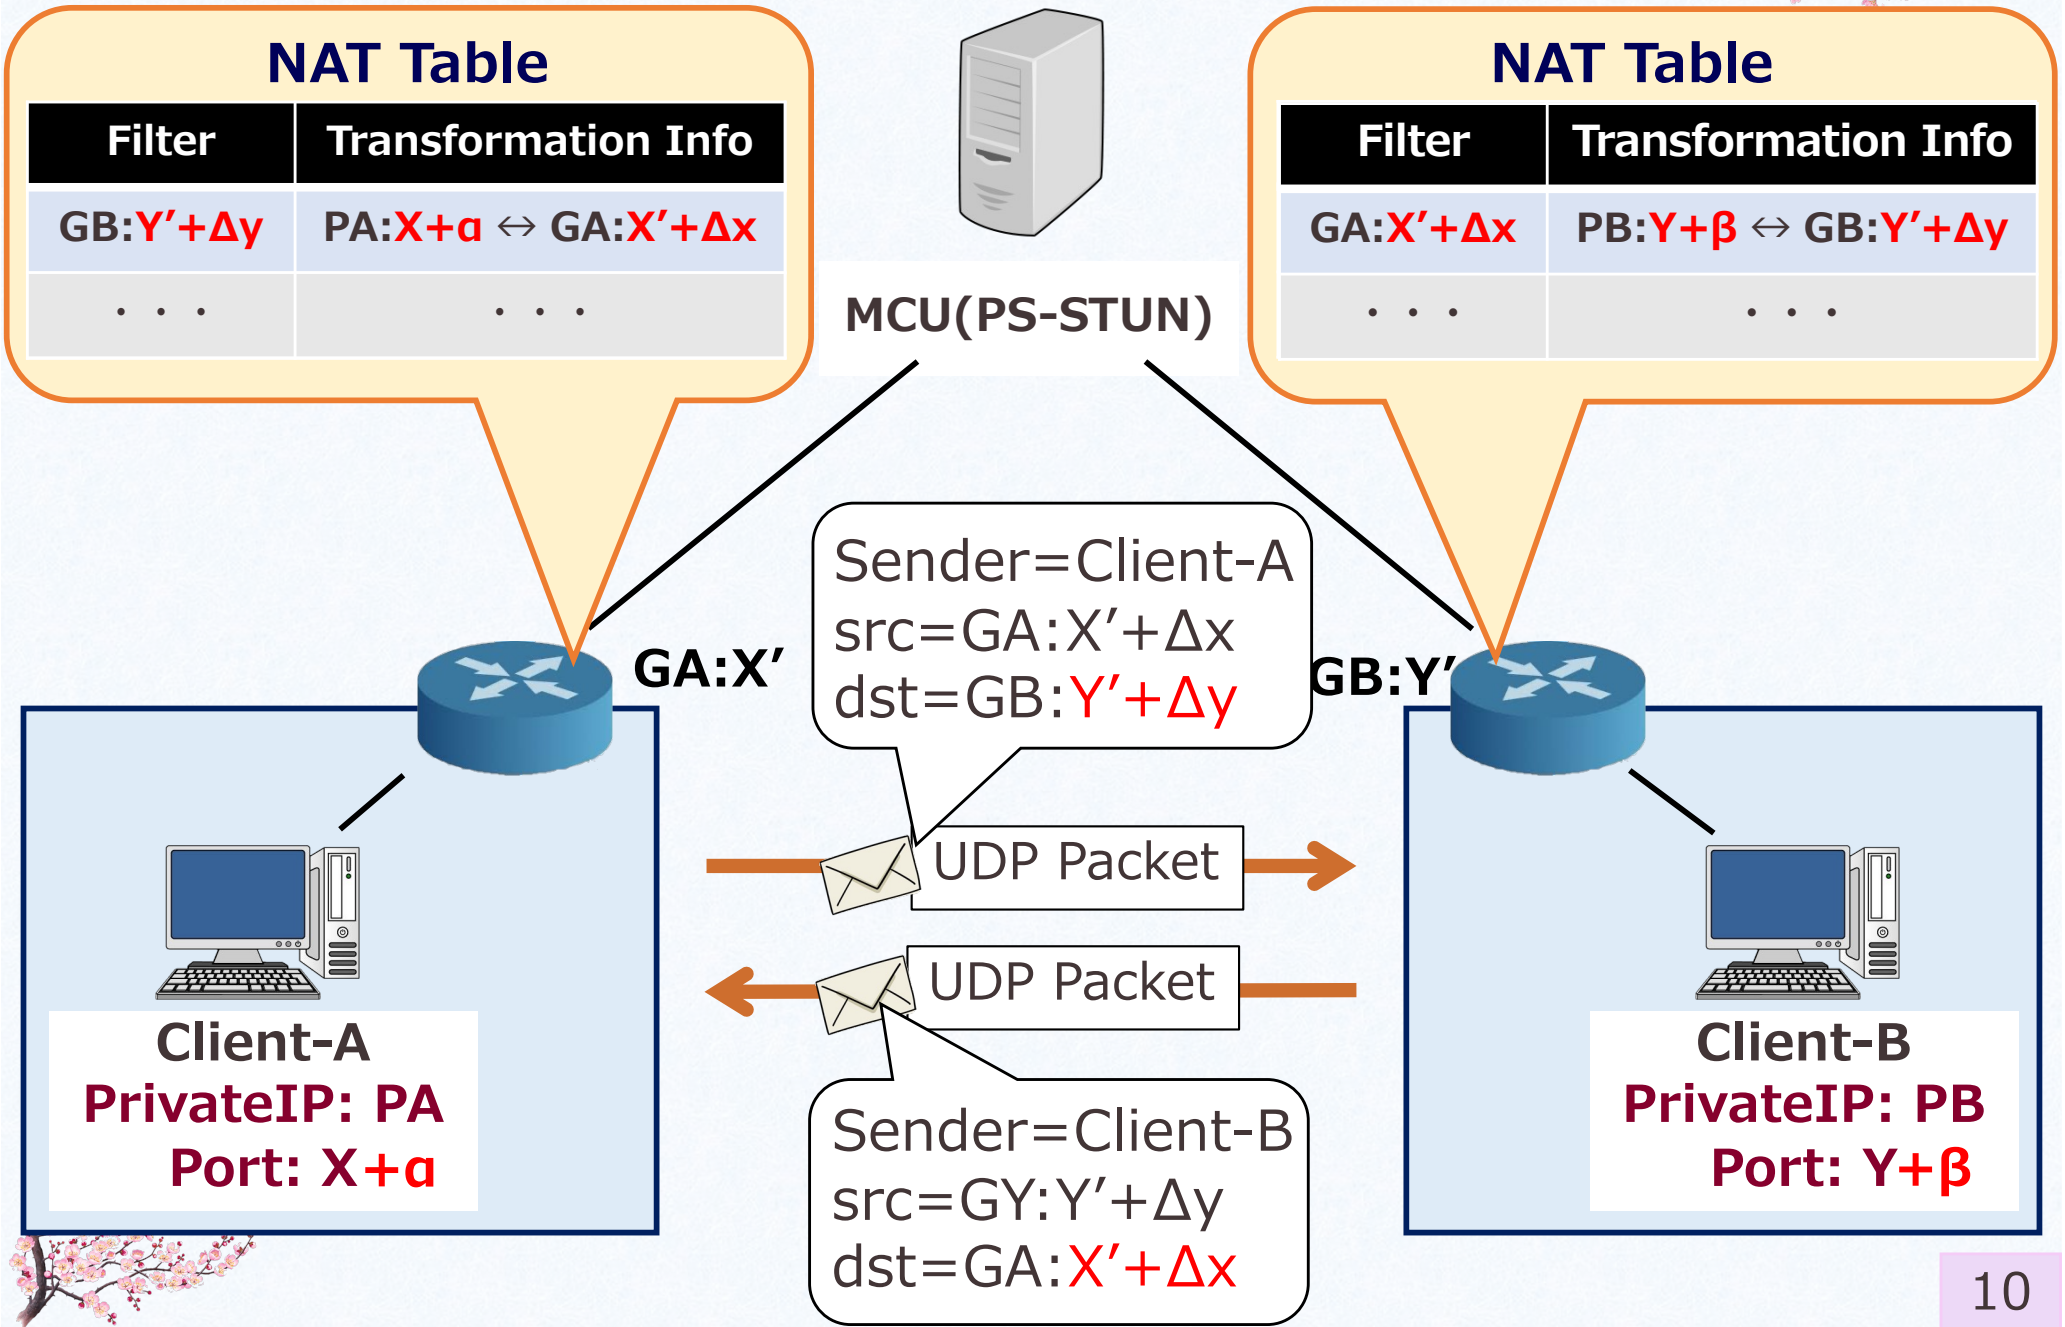 NAT Table
Filter Transformation Info
GB:Y′+Δy PA:X+α ↔ GA:X′+Δx
・・・ ・・・
MCU(PS-STUN)
NAT Table
Filter Transformation Info
GA:X′+Δx PB:Y+β ↔ GB:Y′+Δy
・・・ ・・・
GA:X′
Sender=Client-A
src=GA:X′+Δx
dst=GB:Y′+Δy
GB:Y′
UDP Packet
UDP Packet
Client-A
PrivateIP: PA
Port: X+α
Sender=Client-B
src=GY:Y′+Δy
dst=GA:X′+Δx
Client-B
PrivateIP: PB
Port: Y+β
10